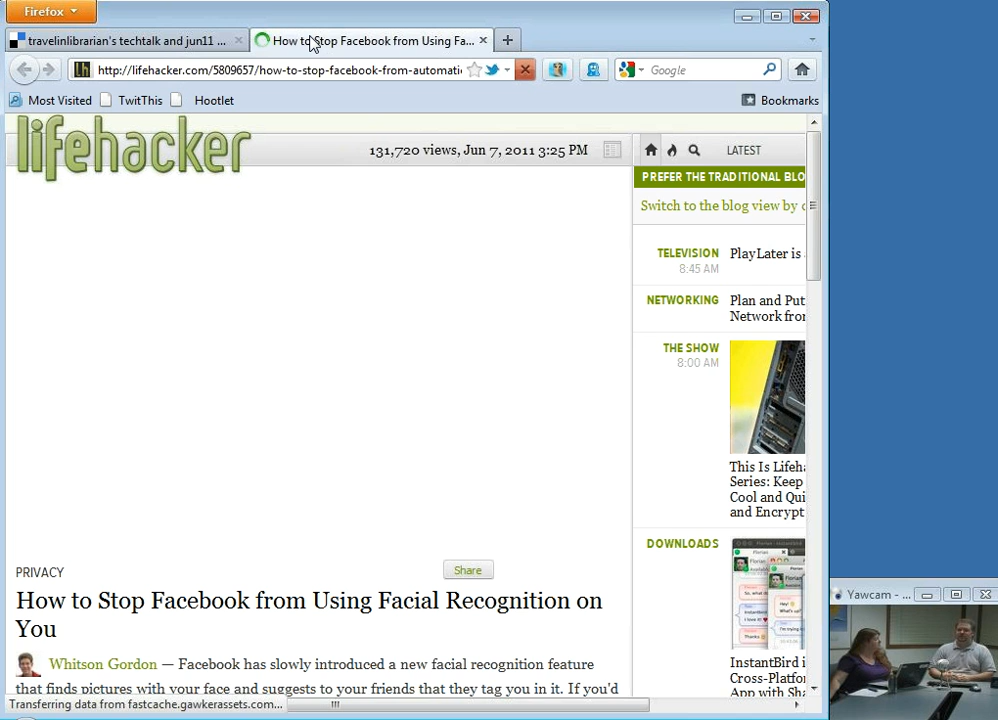 Firefox
travelinlibrarian's techtalk and jun11 ...
How to Stop Facebook from Using Fa...
http://lifehacker.com/5809657/how-to-stop-facebook-from-automati
Google
Most Visited
TwitThis
Hootlet
Bookmarks
lifehacker
131,720 views, Jun 7, 2011 3:25 PM
LATEST
PREFER THE TRADITIONAL BLO
Switch to the blog view by c
TELEVISION
8:45 AM
PlayLater is
NETWORKING
Plan and Put
Network fro
THE SHOW
8:00 AM
This Is Lifeh
Series: Keep
Cool and Qui
and Encrypt
DOWNLOADS
InstantBird i
Cross-Platfo
App with Sha
PRIVACY
Share
How to Stop Facebook from Using Facial Recognition on
You
Whitson Gordon — Facebook has slowly introduced a new facial recognition feature
that finds pictures with your face and suggests to your friends that they tag you in it. If you'd
Transferring data from fastcache.gawkerassets.com...
Yawcam - ...